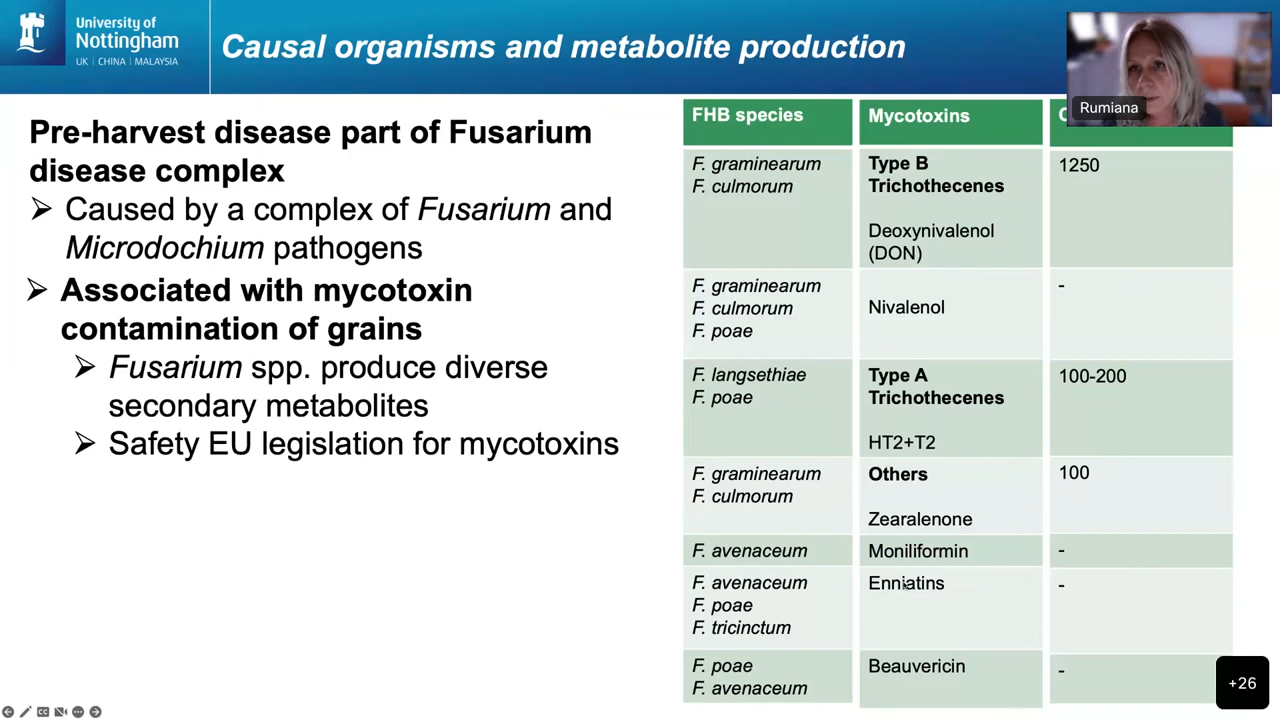 University of
Nottingham
UK | CHINA | MALAYSIA
Causal organisms and metabolite production
Rumiana
Pre-harvest disease part of Fusarium
disease complex
➢ Caused by a complex of Fusarium and
Microdochium pathogens
➢ Associated with mycotoxin
contamination of grains
➢ Fusarium spp. produce diverse
secondary metabolites
➢ Safety EU legislation for mycotoxins
FHB species
Mycotoxins
F. graminearum
F. culmorum
Type B
Trichothecenes
Deoxynivalenol
(DON)
1250
F. graminearum
F. culmorum
F. poae
Nivalenol
-
F. langsethiae
F. poae
Type A
Trichothecenes
HT2+T2
100-200
F. graminearum
F. culmorum
Others
Zearalenone
100
F. avenaceum
Moniliformin
-
F. avenaceum
F. poae
F. tricinctum
Enniatins
-
F. poae
F. avenaceum
Beauvericin
-
+26